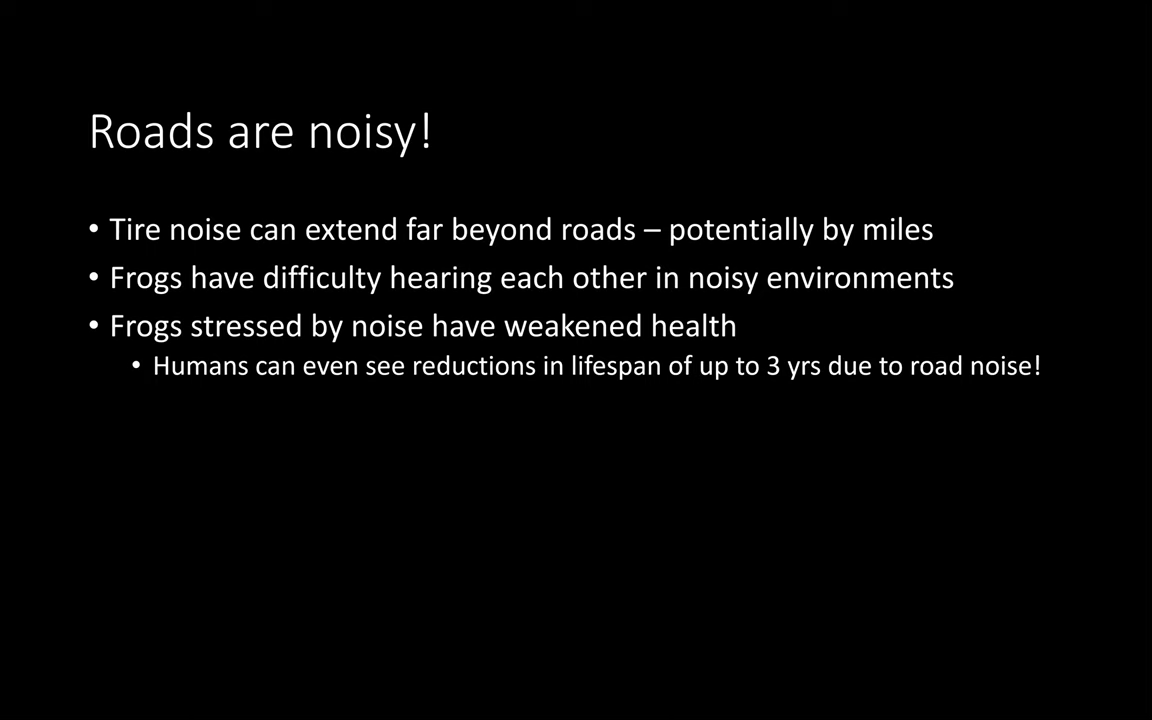 Roads are noisy!
• Tire noise can extend far beyond roads – potentially by miles
• Frogs have difficulty hearing each other in noisy environments
• Frogs stressed by noise have weakened health
• Humans can even see reductions in lifespan of up to 3 yrs due to road noise!